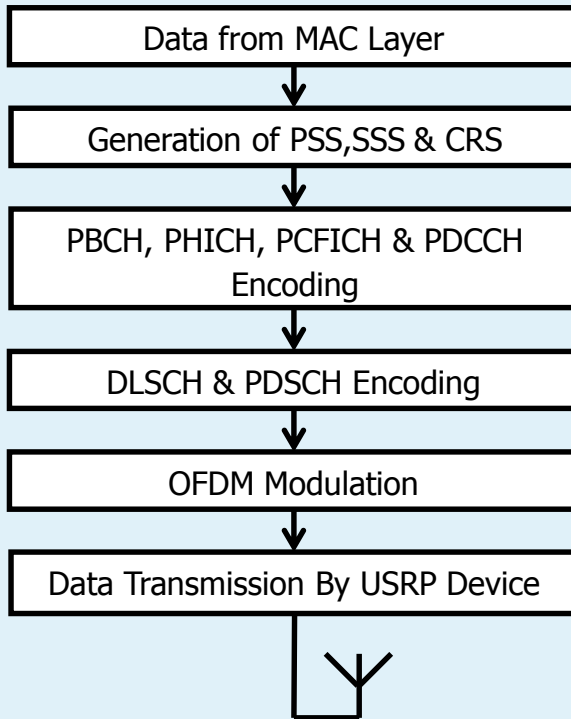 Data from MAC Layer
Generation of PSS,SSS & CRS
PBCH, PHICH, PCFICH & PDCCH
Encoding
DLSCH & PDSCH Encoding
OFDM Modulation
Data Transmission By USRP Device